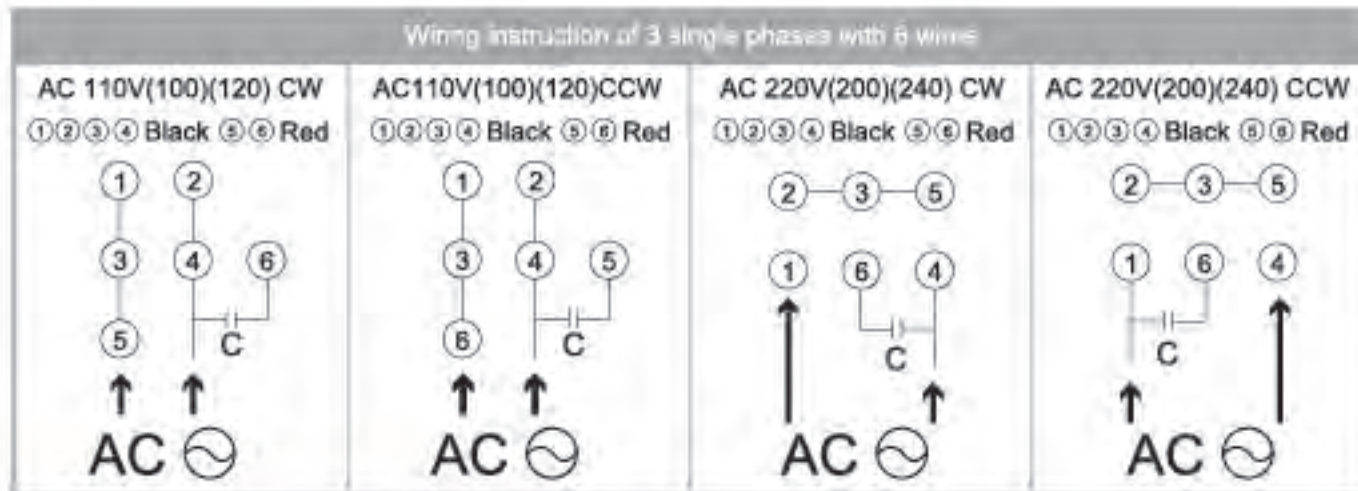 Wiring instruction of 3 single phases with 6 wires
AC 110V(100)(120) CW
①②③④ Black ⑤⑥ Red
① ②
③ ④ ⑥
⑤ C
AC
AC110V(100)(120)CCW
①②③④ Black ⑤⑥ Red
① ②
③ ④ ⑤
⑥ C
AC
AC 220V(200)(240) CW
①②③④ Black ⑤⑥ Red
② ③ ⑤
① ⑥ ④
C
AC
AC 220V(200)(240) CCW
①②③④ Black ⑤⑥ Red
② ③ ⑤
① ⑥ ④
C
AC